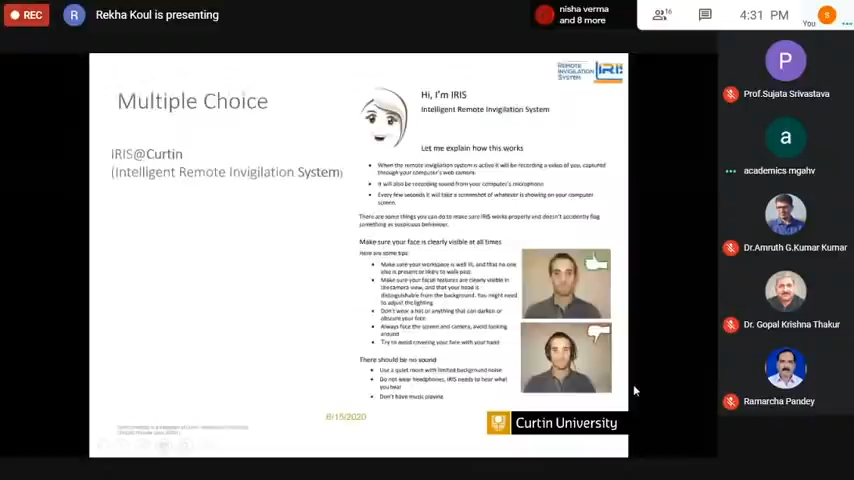 REC
R
Rekha Koul is presenting
nisha verma
and 8 more
16
4:31 PM
You
S
Multiple Choice
IRIS@Curtin
(Intelligent Remote Invigilation System)
REMOTE
INVIGILATION
SYSTEM
IRIS
Hi, I'm IRIS
Intelligent Remote Invigilation System
Let me explain how this works
• When the remote invigilation system is active it will be recording a video of you, captured
through your computer's web camera.
• It will also be recording sound from your computer's microphone
• Every few seconds it will take a screenshot of whatever is showing on your computer
screen.
There are some things you can do to make sure IRIS works properly and doesn't accidently flag
something as suspicious behaviour.
Make sure your face is clearly visible at all times
Here are some tips:
• Make sure your workspace is well lit, and that no one
else is present or likely to walk past.
• Make sure your facial features are clearly visible in
the camera view, and that your head is
distinguishable from the background. You might need
to adjust the lighting
• Don't wear a hat or anything that can darken or
obscure your face.
• Always face the screen and camera, avoid looking
around
• Try to avoid covering your face with your hand
There should be no sound
• Use a quiet room with limited background noise
• Do not wear headphones, IRIS needs to hear what
you hear
• Don't have music playing
6/15/2020
Curtin University
P
Prof.Sujata Srivastava
a
academics mgahv
Dr.Amruth G.Kumar Kumar
Dr. Gopal Krishna Thakur
Ramarcha Pandey